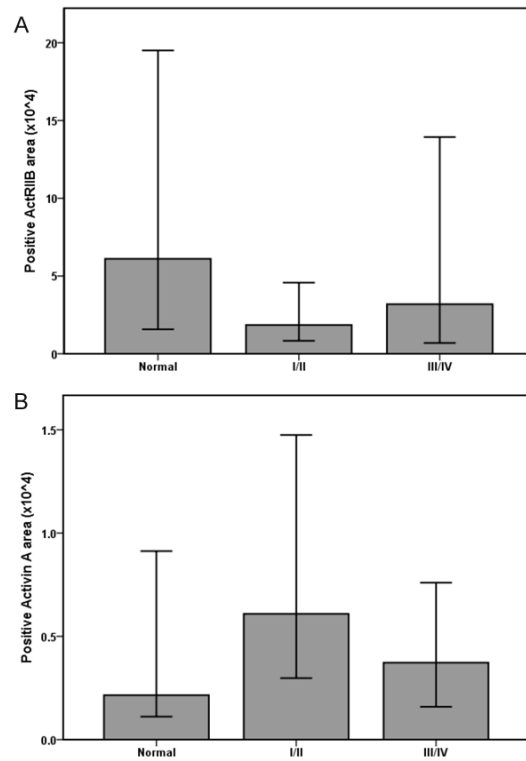 A
Positive ActRIIB area (x10^4)
20
15
10
5
0
Normal I/II III/IV
B
Positive Activin A area (x10^4)
1.5
1.0
0.5
0.0
Normal I/II III/IV